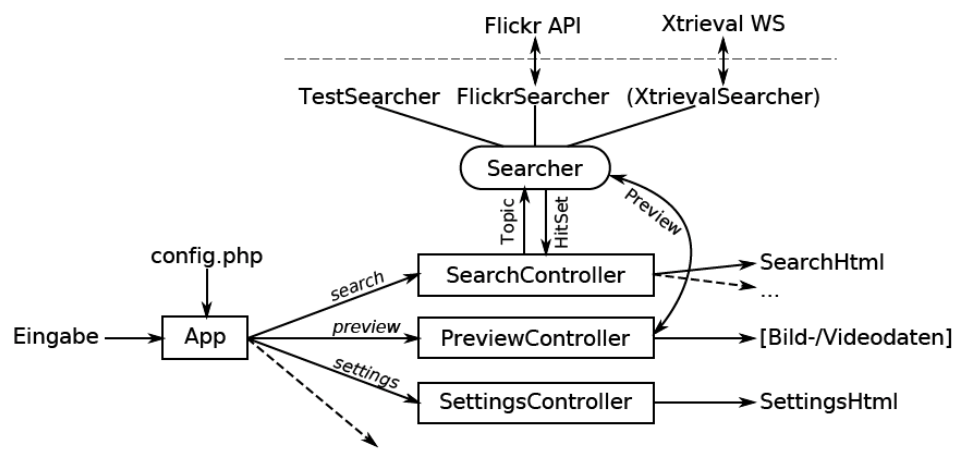 Flickr API
Xtrieval WS
TestSearcher
FlickrSearcher
(XtrievalSearcher)
Searcher
Topic
HitSet
Preview
config.php
search
SearchController
SearchHtml
...
Eingabe
App
preview
PreviewController
[Bild-/Videodaten]
settings
SettingsController
SettingsHtml